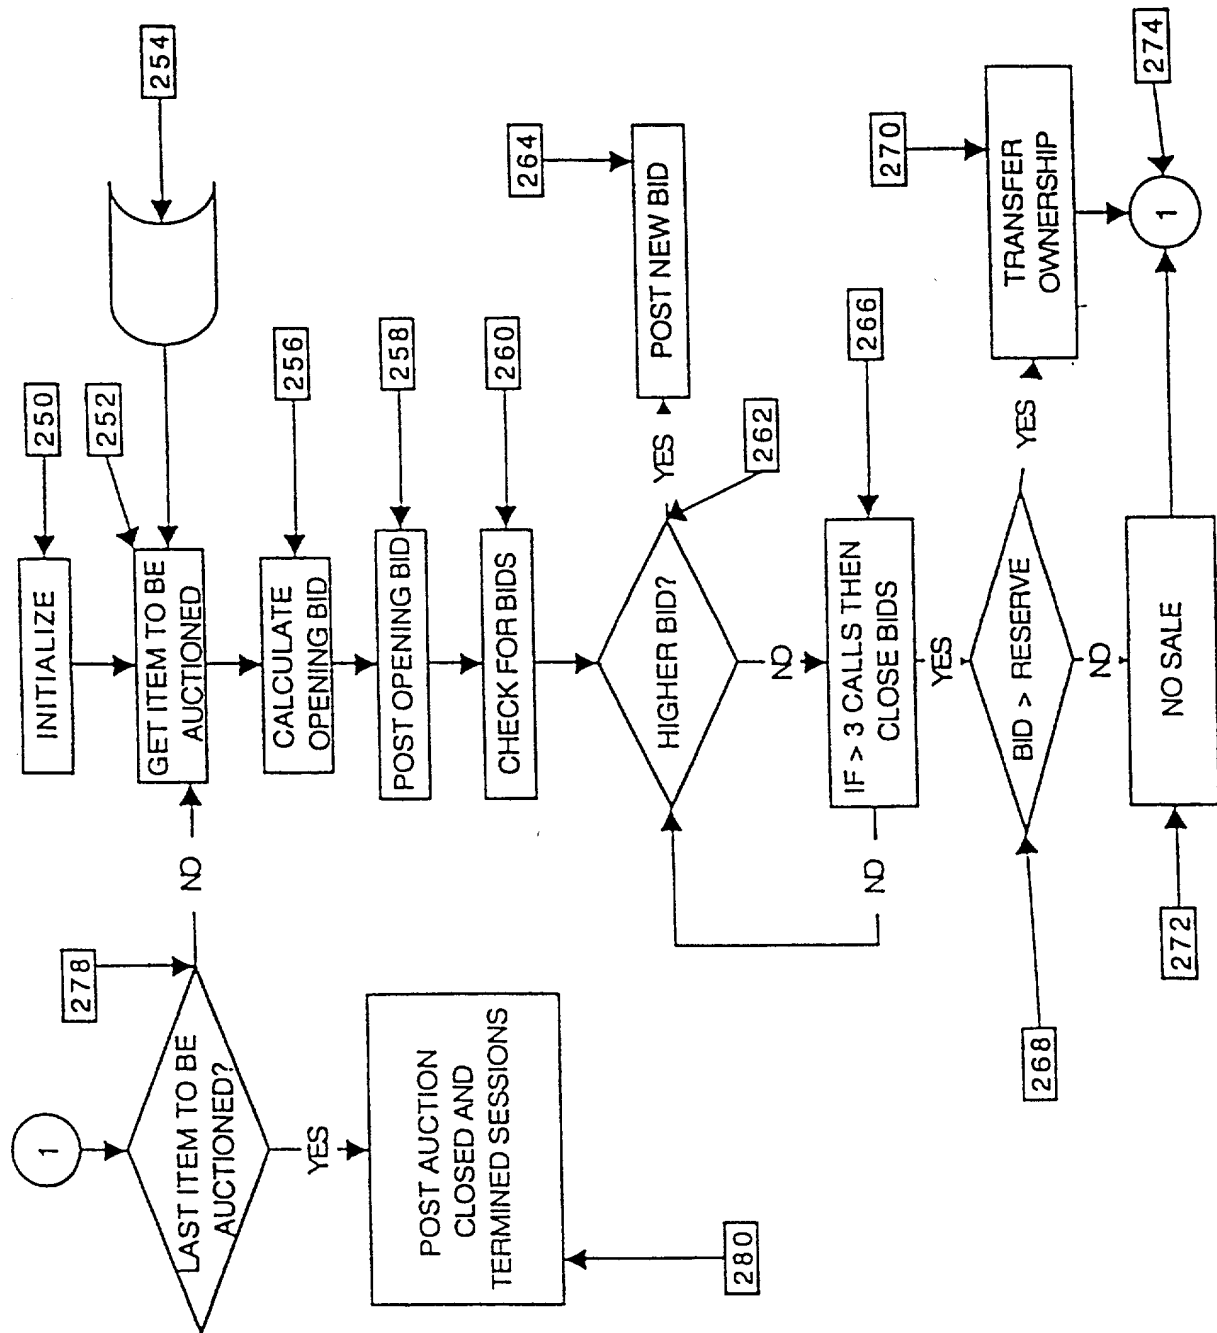 1
278
LAST ITEM TO BE
AUCTIONED?
NO
YES
POST AUCTION
CLOSED AND
TERMINED SESSIONS
280
250
INITIALIZE
252
254
GET ITEM TO BE
AUCTIONED
256
CALCULATE
OPENING BID
258
POST OPENING BID
260
CHECK FOR BIDS
262
HIGHER BID?
YES
264
POST NEW BID
NO
266
IF > 3 CALLS THEN
CLOSE BIDS
NO
YES
268
BID > RESERVE
YES
270
TRANSFER
OWNERSHIP
NO
272
NO SALE
274
1